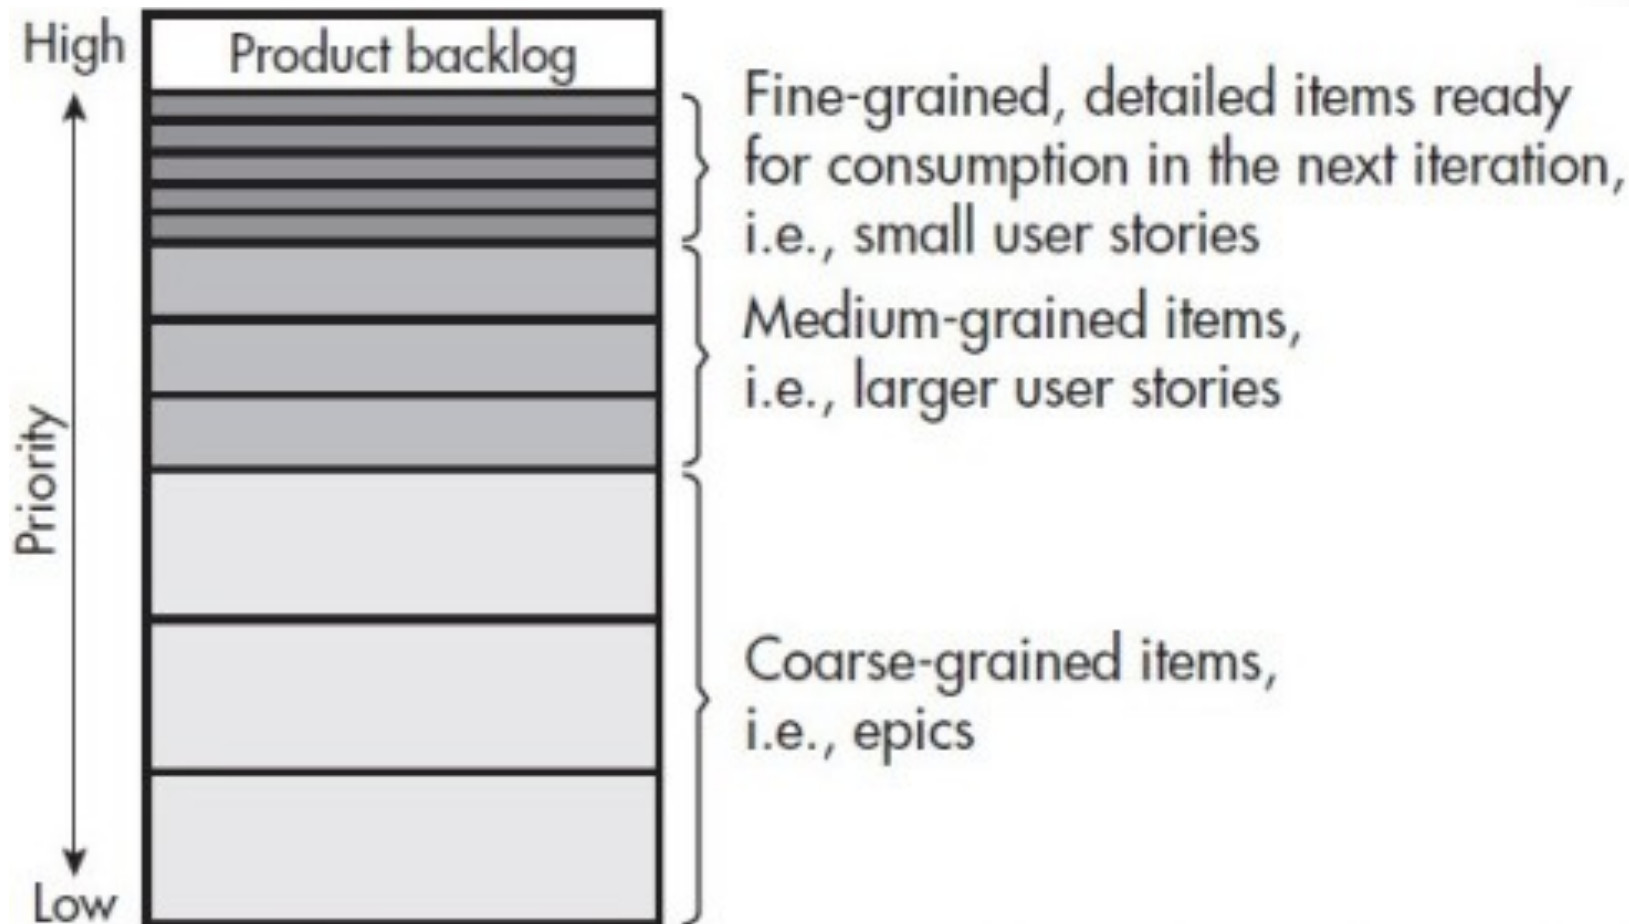 High
Product backlog
Fine-grained, detailed items ready
for consumption in the next iteration,
i.e., small user stories
Medium-grained items,
i.e., larger user stories
Priority
Coarse-grained items,
i.e., epics
Low